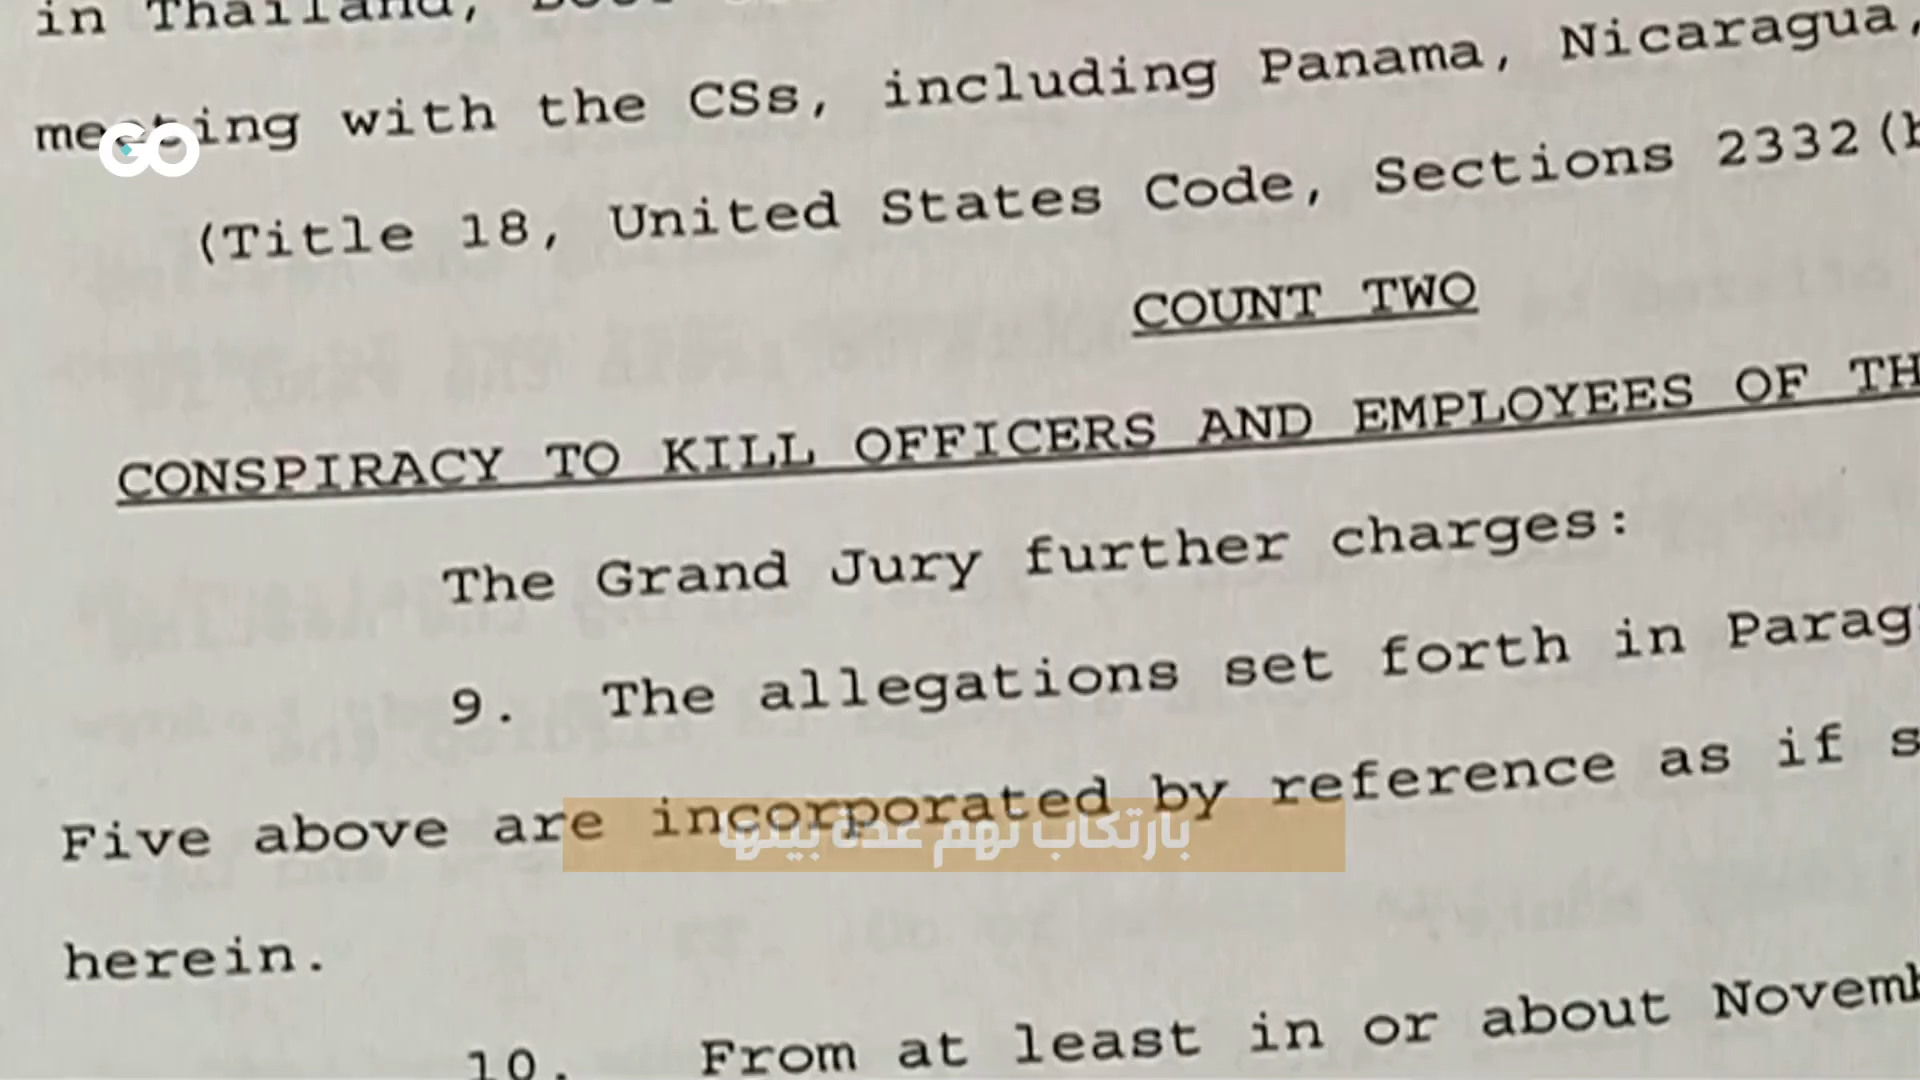 in Thailand,
meeting with the CSs, including Panama, Nicaragua,
GO
(Title 18, United States Code, Sections 2332(b
COUNT TWO
CONSPIRACY TO KILL OFFICERS AND EMPLOYEES OF TH
The Grand Jury further charges:
9. The allegations set forth in Parag
Five above are incorporated by reference as if s
بارتكاب تهم عدة بينها
herein.
10. From at least in or about Novemb